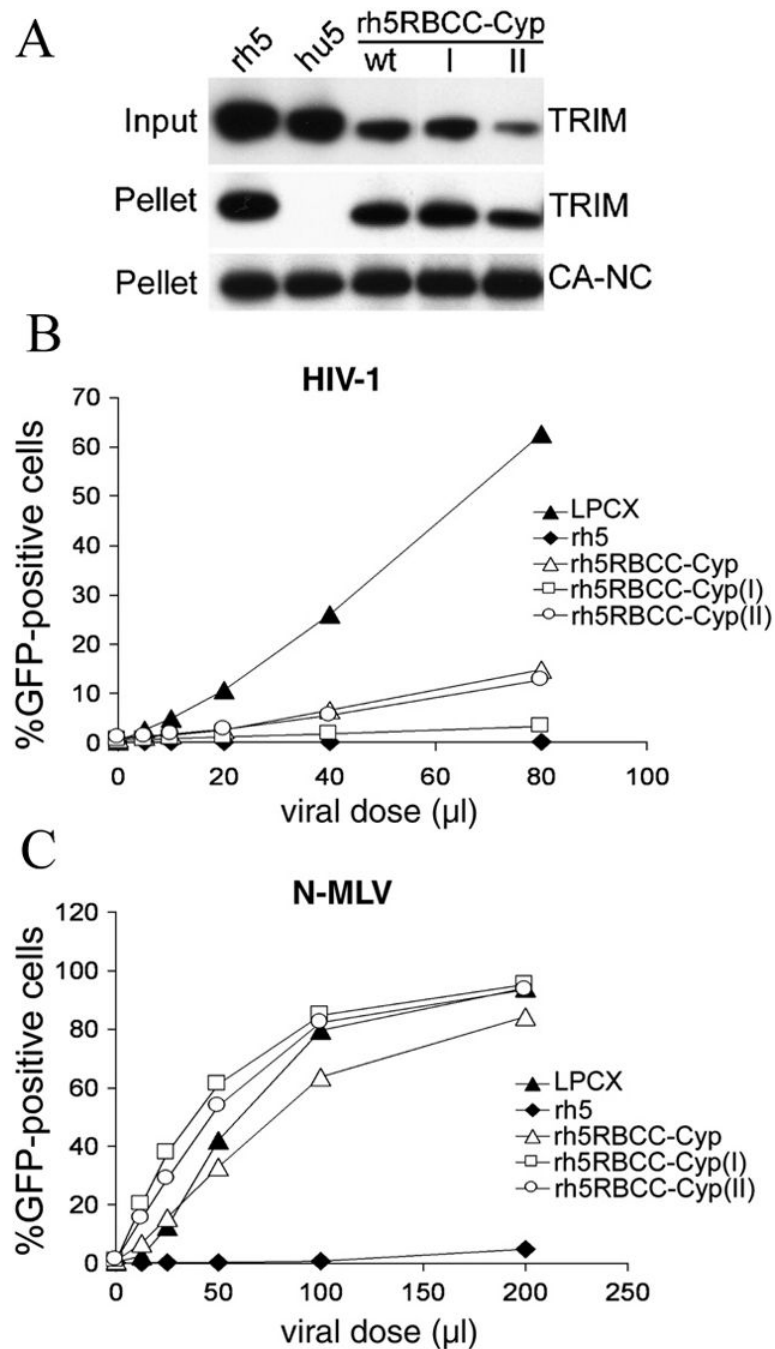 A
rh5 hu5 rh5RBCC-Cyp
wt I II
Input TRIM
Pellet TRIM
Pellet CA-NC
B
HIV-1
%GFP-positive cells
70
60
50
40
30
20
10
0
0 20 40 60 80 100
viral dose (µl)
LPCX
rh5
rh5RBCC-Cyp
rh5RBCC-Cyp(I)
rh5RBCC-Cyp(II)
C
N-MLV
%GFP-positive cells
120
100
80
60
40
20
0
0 50 100 150 200 250
viral dose (µl)
LPCX
rh5
rh5RBCC-Cyp
rh5RBCC-Cyp(I)
rh5RBCC-Cyp(II)